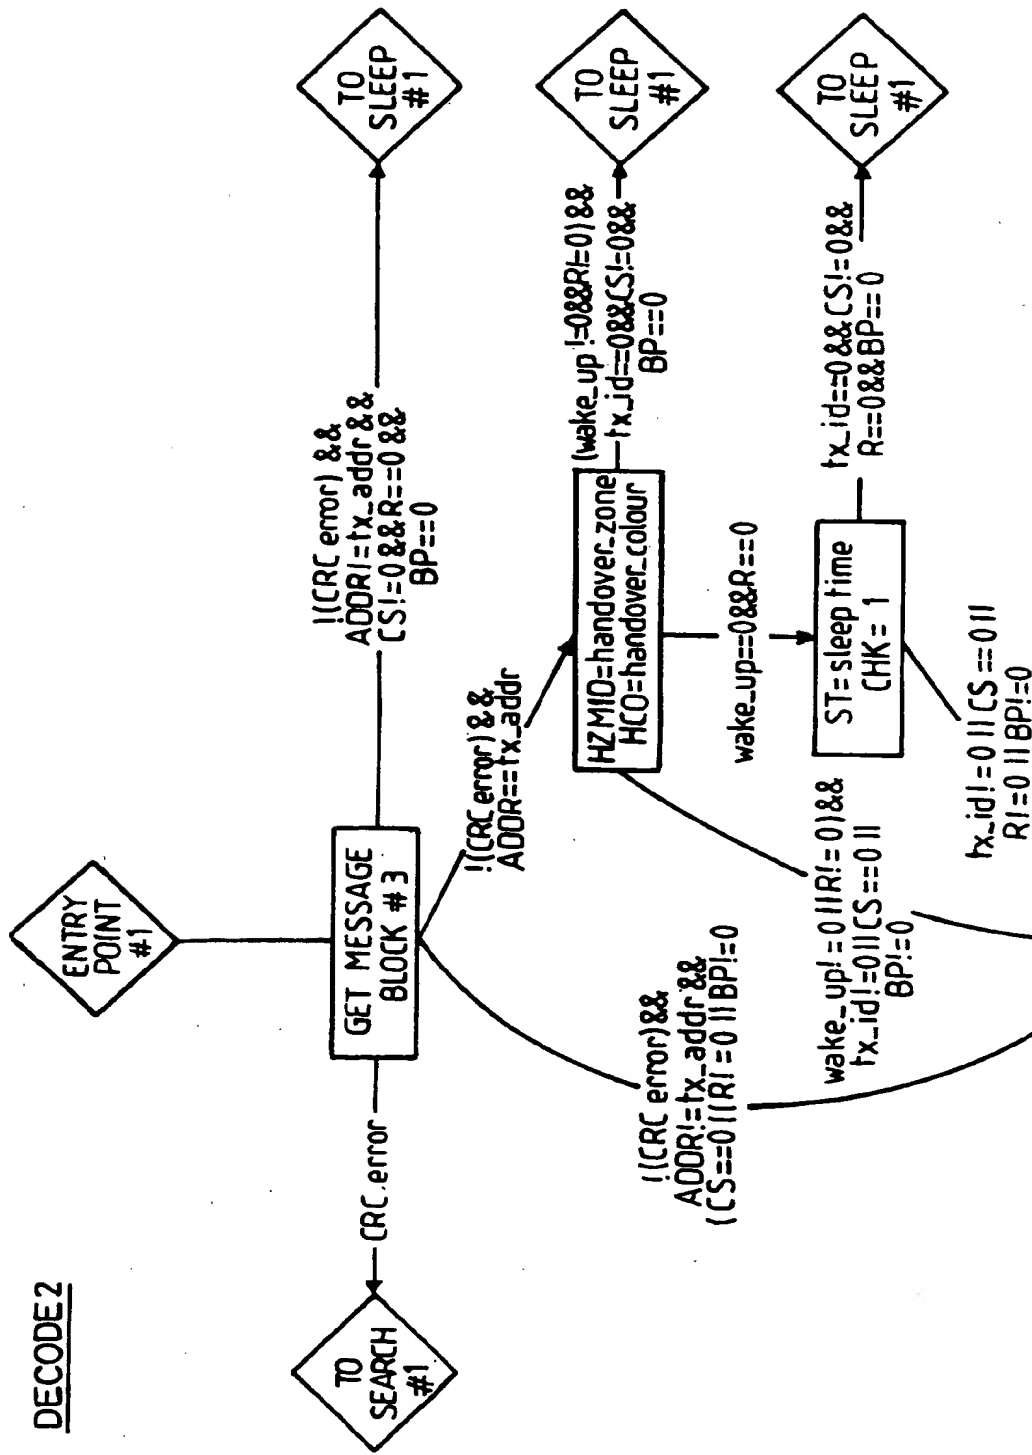 DECODE2
ENTRY
POINT
#1
GET MESSAGE
BLOCK #3
CRC.error
TO
SEARCH
#1
!((CRC error) &&
ADDR!=tx_addr &&
CS!=0&&R==0&&
BP==0
TO
SLEEP
#1
!((CRC error)&&
ADDR==tx_addr
HZMID=handover_zone
HCO=handover_colour
(wake_up !=0&&R!=0)&&
tx_id==0&&CS!=0&&
BP==0
TO
SLEEP
#1
!((CRC error)&&
ADDR!=tx_addr &&
(CS==0||(R!=0||BP!=0
wake_up==0&&R==0
ST=sleep time
CHK=1
tx_id==0&&CS!=0&&
R==0&&BP==0
TO
SLEEP
#1
wake_up!=0||R!=0)&&
tx_id!=0||CS==0||
BP!=0
tx_id!=0||CS==0||
R!=0||BP!=0